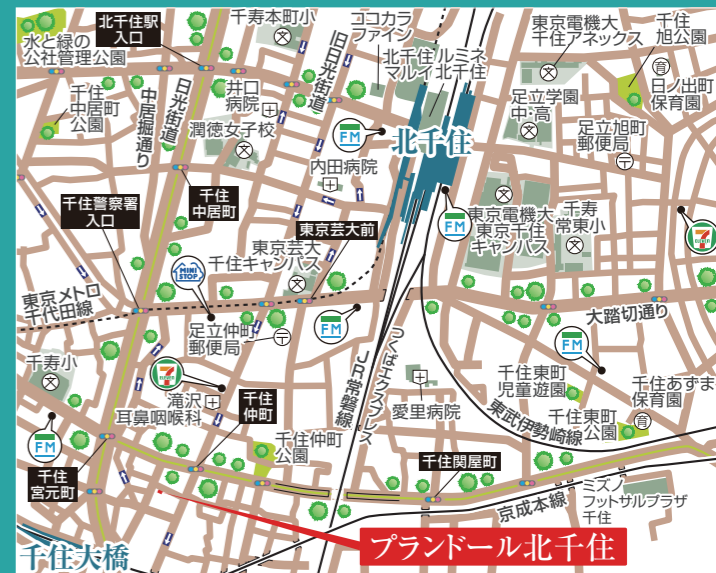 水と緑の
公社管理公園
北千住駅
入口
千寿本町小
文
旧日光街道
ココカラ
ファイン
北千住
マルイ
ルミネ
北千住
東京電機大
千住アネックス
文
千住
旭公園
育
日ノ出町
保育園
千住
中居町
公園
中居掘通り
日光街道
井口
病院
潤徳女子校
文
FM
北千住
足立学園
中・高
文
足立旭町
郵便局
内田病院
千住警察署
入口
千住
中居町
東京芸大前
FM
東京電機大
東京千住
キャンパス
文
千寿
常東小
文
7
ELEVEN
東京芸大
千住キャンパス
文
MINI
STOP
東京メトロ
千代田線
足立仲町
郵便局
FM
大踏切通り
FM
千寿小
文
7
ELEVEN
滝沢
耳鼻咽喉科
JR常磐線
つくばエクスプレス
愛里病院
千住東町
児童遊園
東武伊勢崎線
千住あずま
保育園
育
千住東町
公園
FM
千住
仲町
千住仲町
公園
千住
宮元町
千住関屋町
京成本線
ミズノ
フットサルプラザ
千住
千住大橋
プランドール北千住